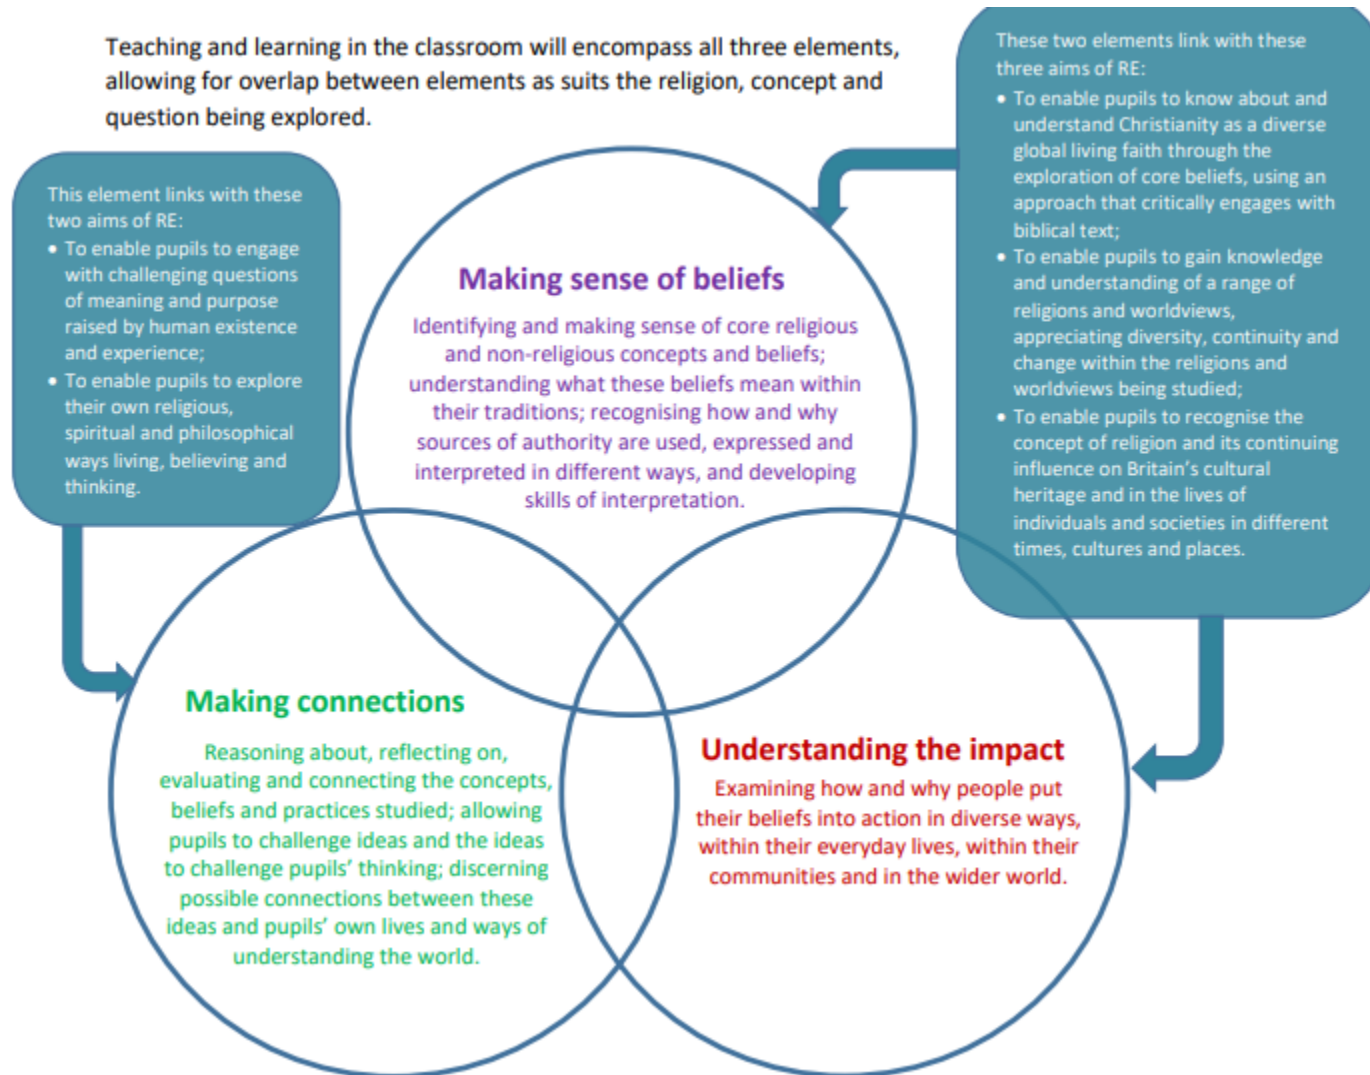 Teaching and learning in the classroom will encompass all three elements,
allowing for overlap between elements as suits the religion, concept and
question being explored.
This element links with these
two aims of RE:
• To enable pupils to engage
with challenging questions
of meaning and purpose
raised by human existence
and experience;
• To enable pupils to explore
their own religious,
spiritual and philosophical
ways living, believing and
thinking.
These two elements link with these
three aims of RE:
• To enable pupils to know about and
understand Christianity as a diverse
global living faith through the
exploration of core beliefs, using an
approach that critically engages with
biblical text;
• To enable pupils to gain knowledge
and understanding of a range of
religions and worldviews,
appreciating diversity, continuity and
change within the religions and
worldviews being studied;
• To enable pupils to recognise the
concept of religion and its continuing
influence on Britain's cultural
heritage and in the lives of
individuals and societies in different
times, cultures and places.
Making sense of beliefs
Identifying and making sense of core religious
and non-religious concepts and beliefs;
understanding what these beliefs mean within
their traditions; recognising how and why
sources of authority are used, expressed and
interpreted in different ways, and developing
skills of interpretation.
Making connections
Reasoning about, reflecting on,
evaluating and connecting the concepts,
beliefs and practices studied; allowing
pupils to challenge ideas and the ideas
to challenge pupils' thinking; discerning
possible connections between these
ideas and pupils' own lives and ways of
understanding the world.
Understanding the impact
Examining how and why people put
their beliefs into action in diverse ways,
within their everyday lives, within their
communities and in the wider world.